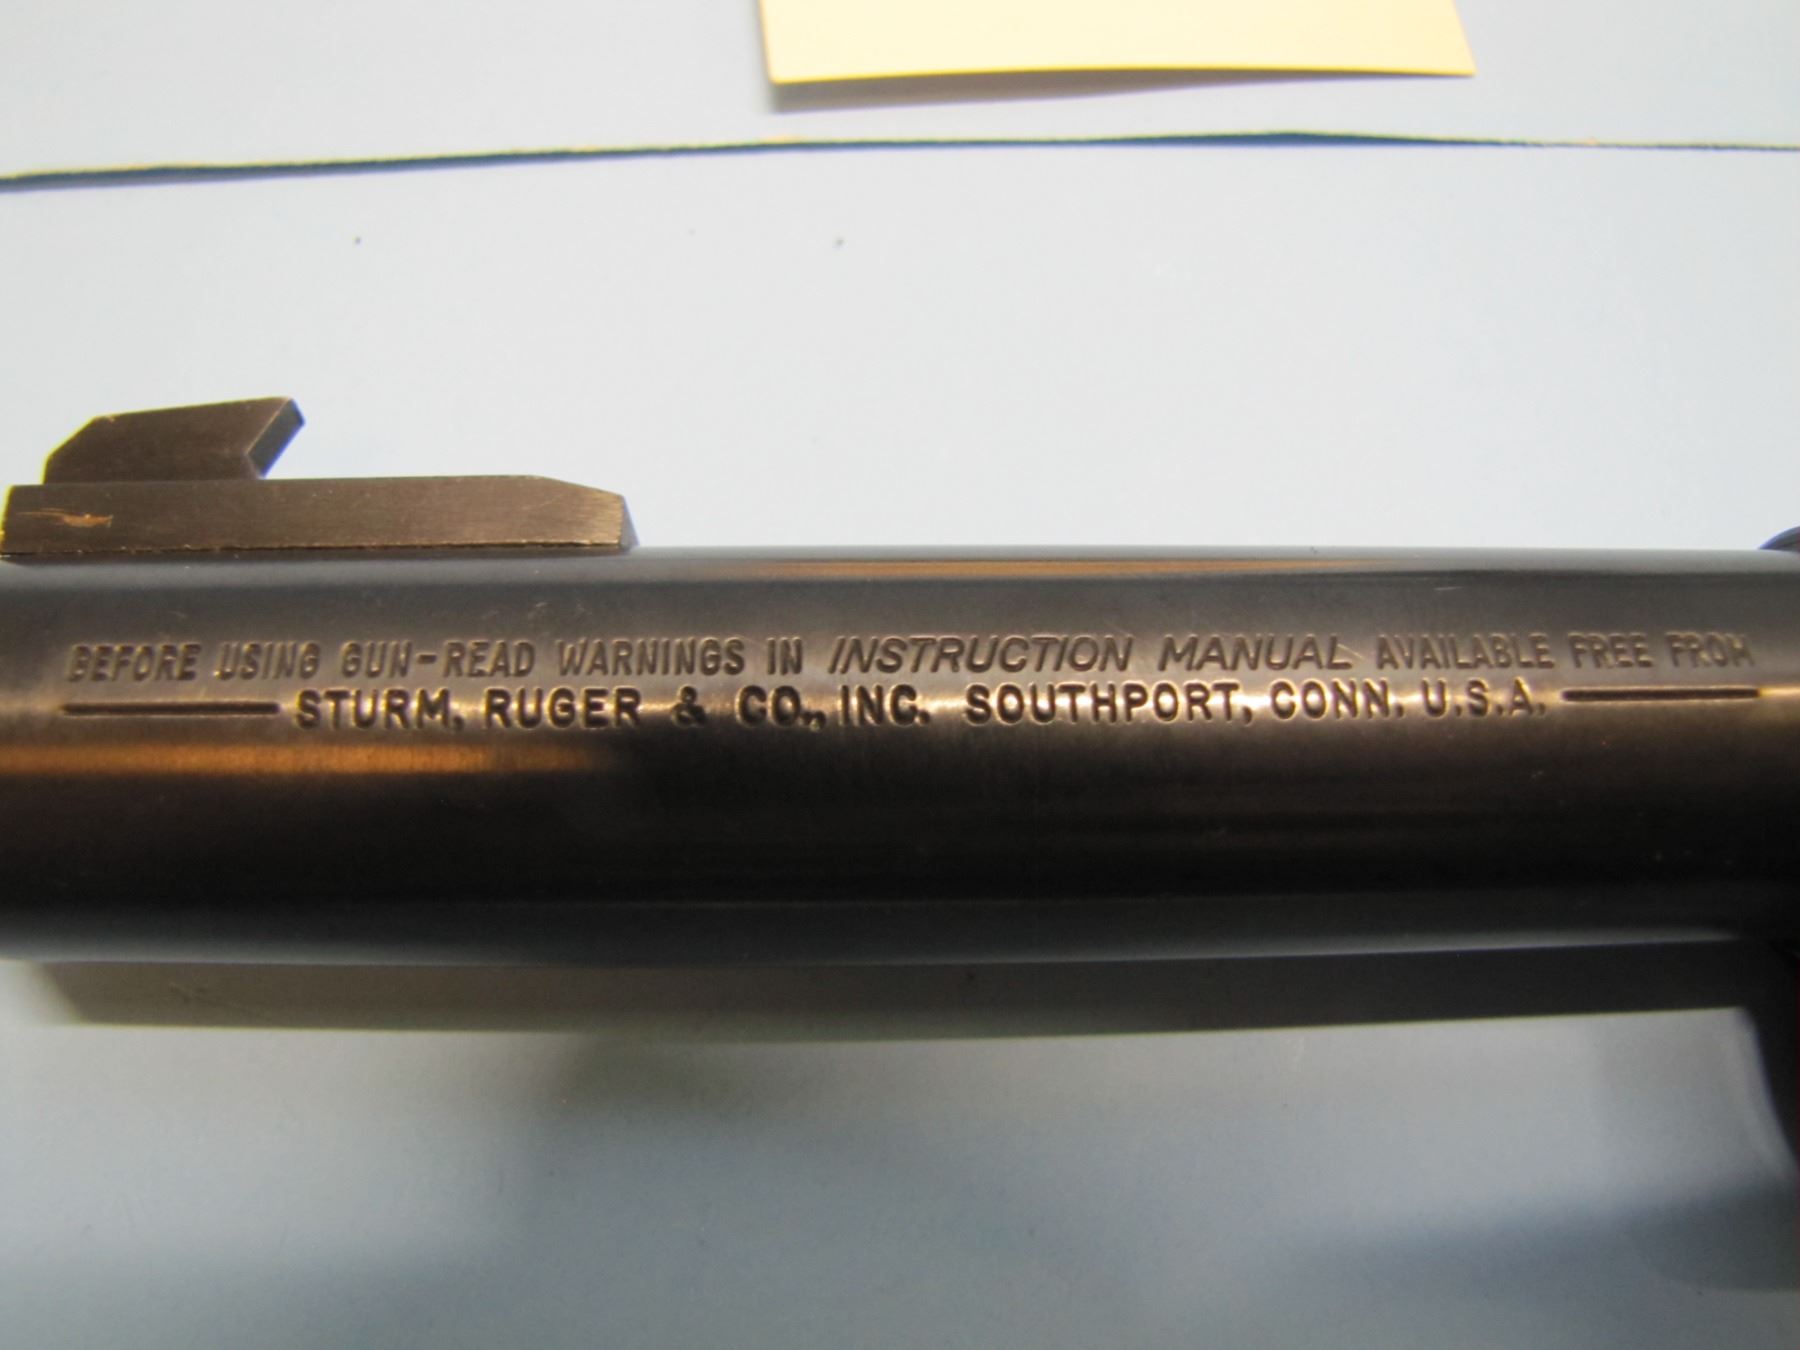 BEFORE USING GUN-READ WARNINGS IN INSTRUCTION MANUAL AVAILABLE FREE FROM
STURM, RUGER & CO., INC. SOUTHPORT, CONN. U.S.A.